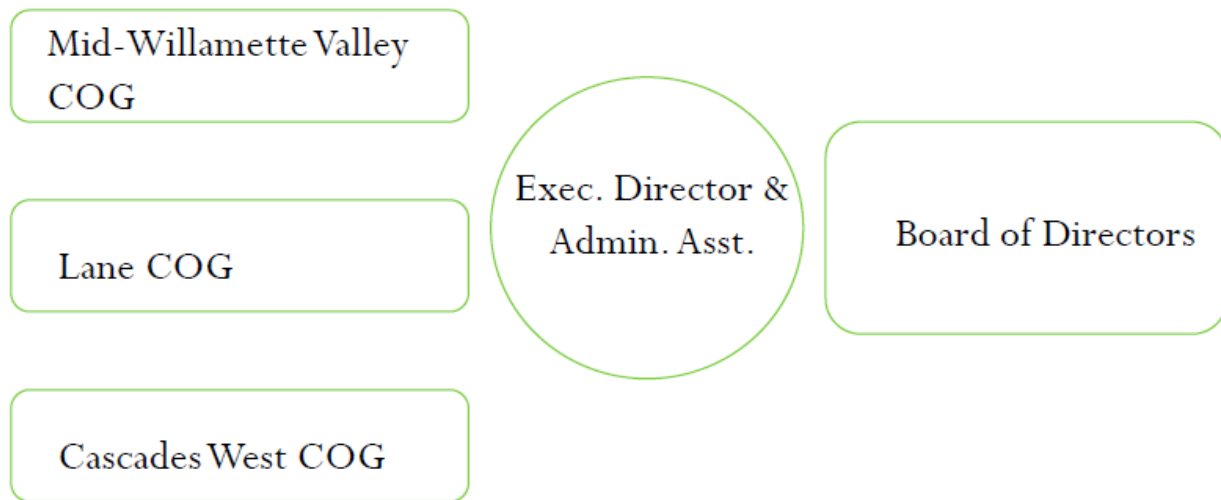 Mid-Willamette Valley
COG
Exec. Director &
Admin. Asst.
Board of Directors
Lane COG
Cascades West COG